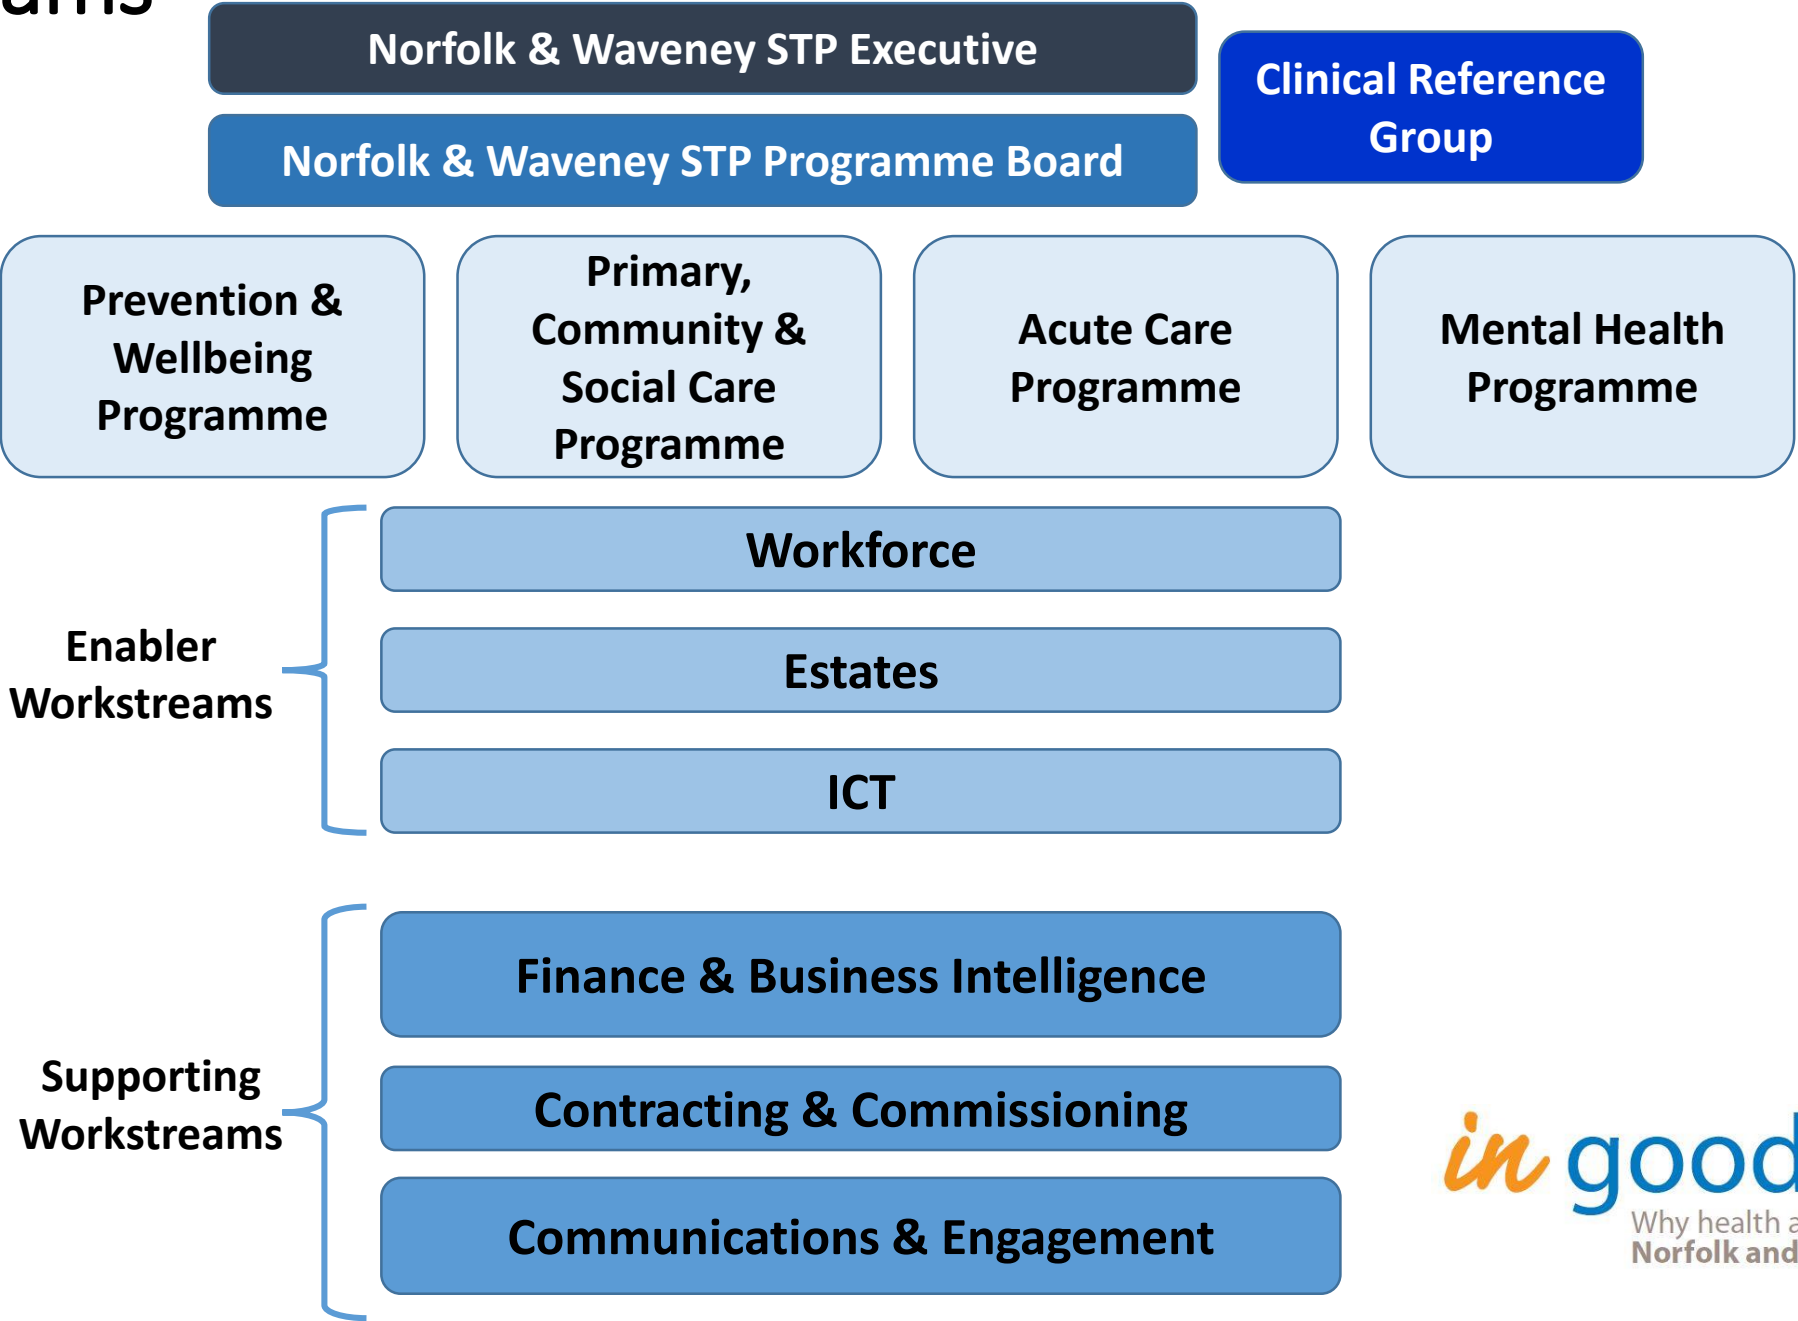 Norfolk & Waveney STP Executive
Clinical Reference
Group
Norfolk & Waveney STP Programme Board
Prevention &
Wellbeing
Programme
Primary,
Community &
Social Care
Programme
Acute Care
Programme
Mental Health
Programme
Enabler
Workstreams
Workforce
Estates
ICT
Supporting
Workstreams
Finance & Business Intelligence
Contracting & Commissioning
Communications & Engagement
in good
Why health a
Norfolk and